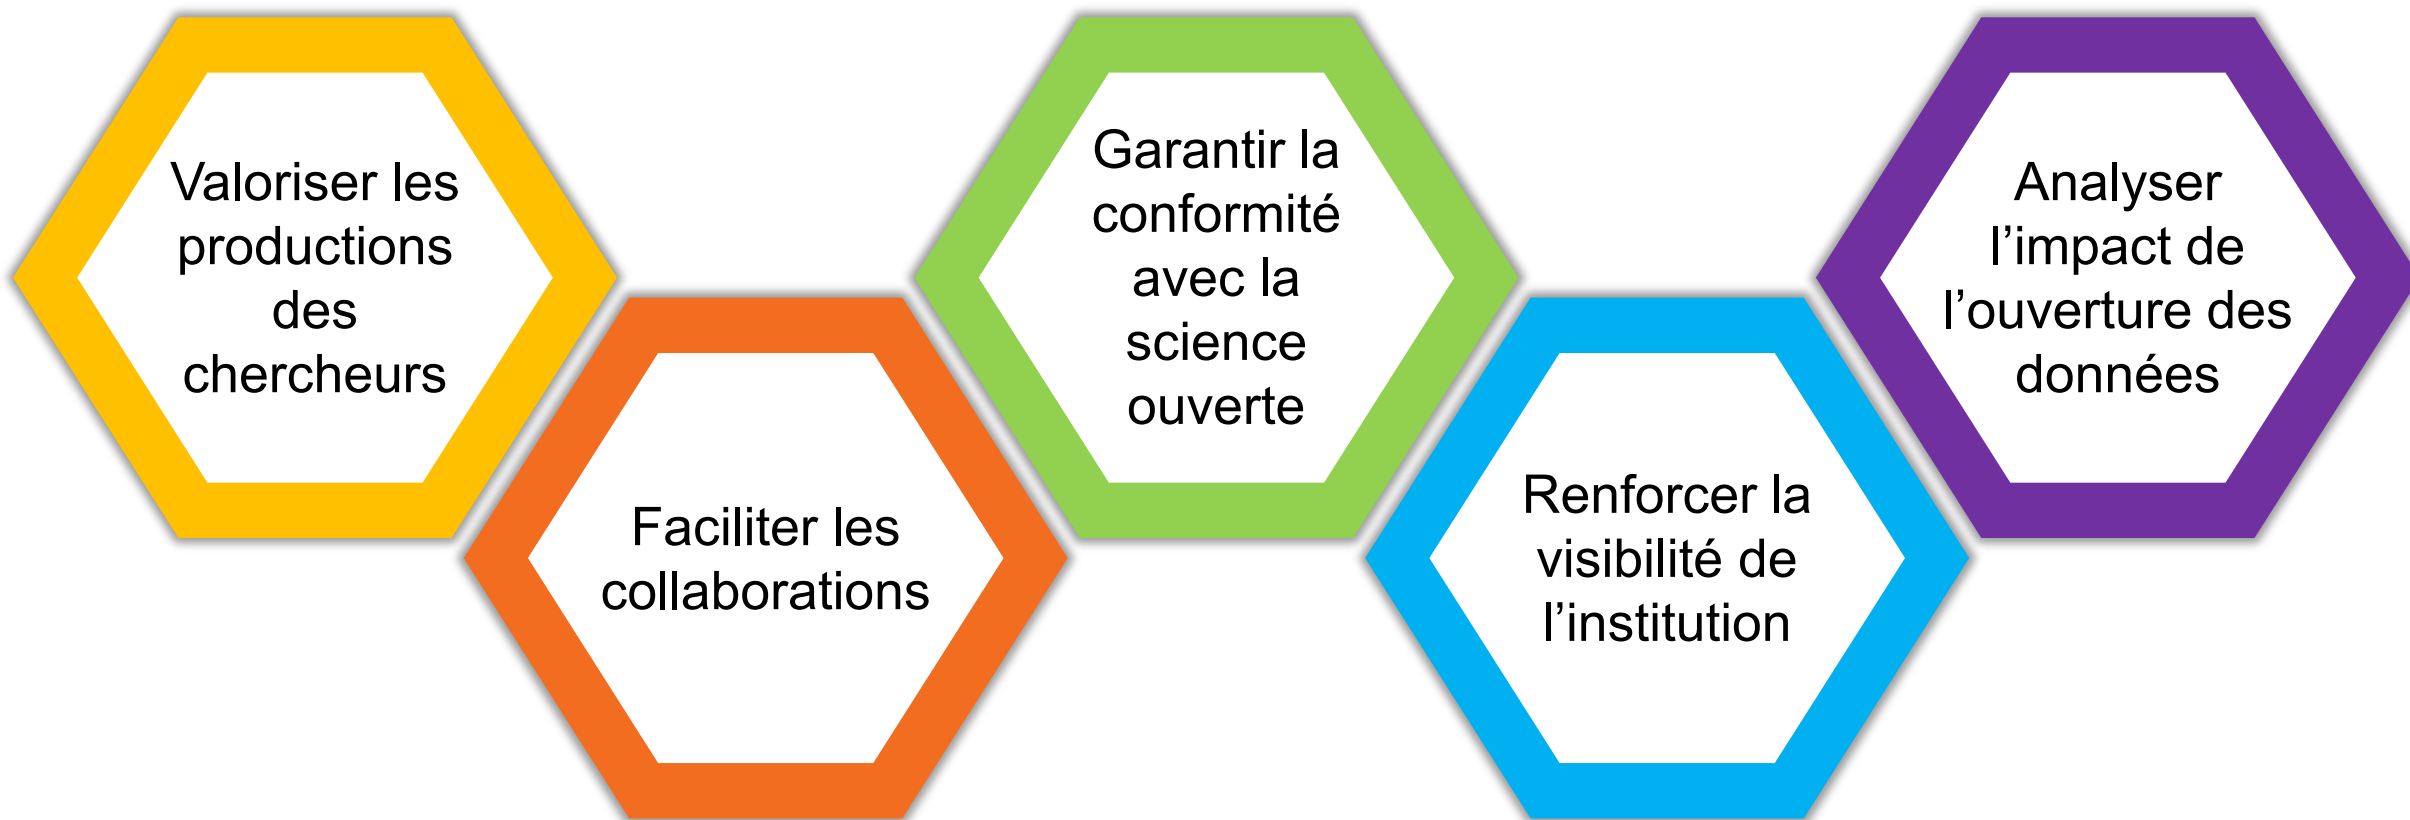 Valoriser les
productions
des
chercheurs
Faciliter les
collaborations
Garantir la
conformité
avec la
science
ouverte
Renforcer la
visibilité de
l’institution
Analyser
l’impact de
l’ouverture des
données